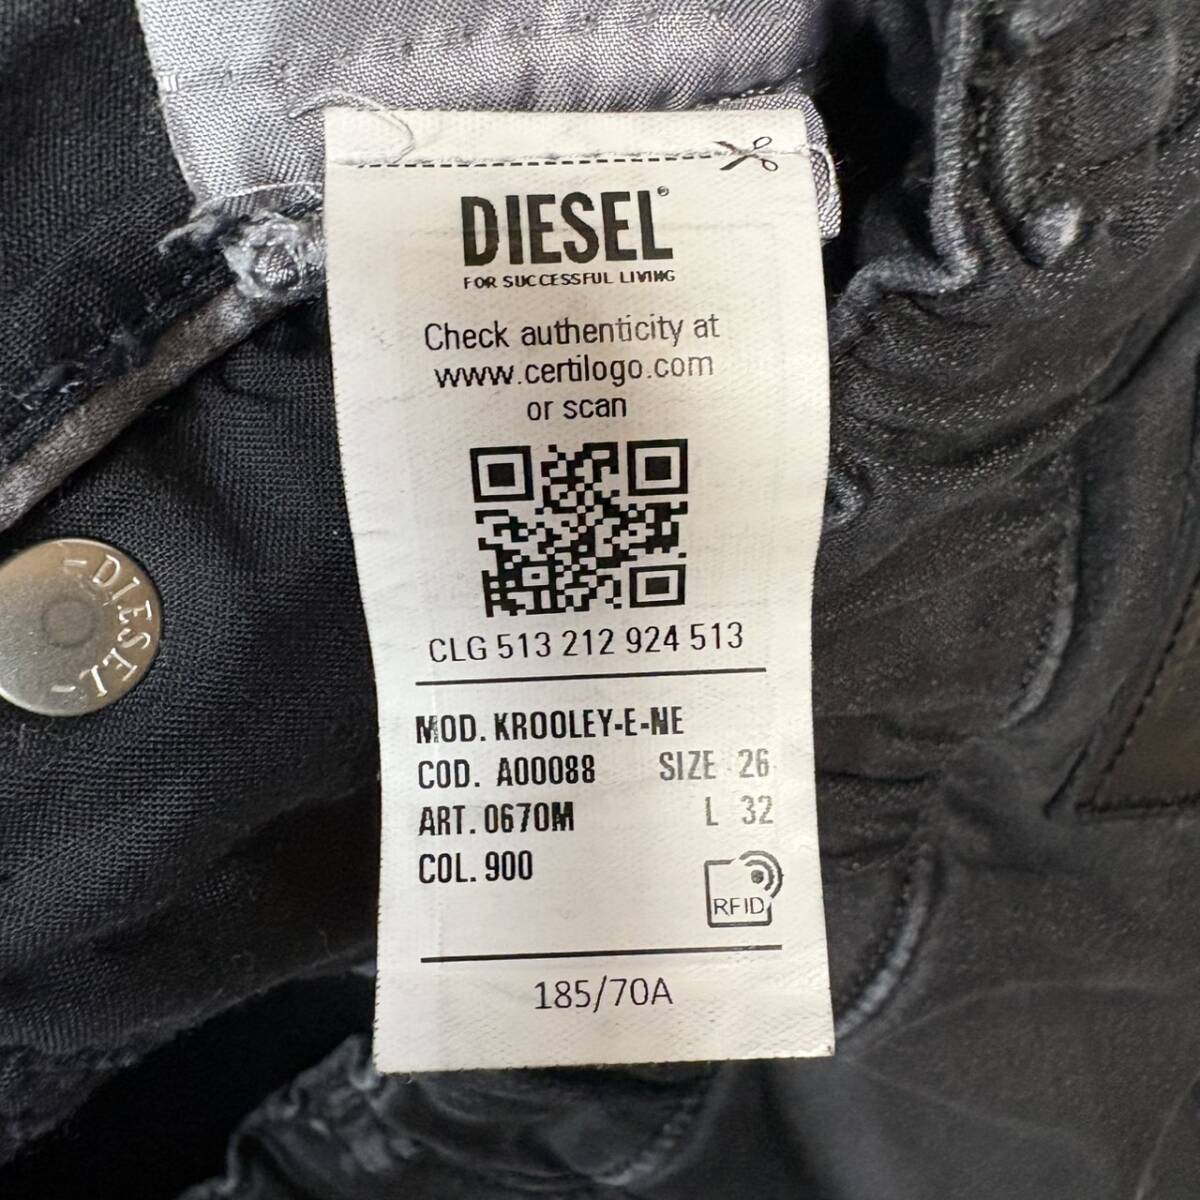 DIESEL®
FOR SUCCESSFUL LIVING
Check authenticity at
www.certilogo.com
or scan
CLG 513 212 924 513
MOD. KROOLEY-E-NE
COD. A00088 SIZE 26
ART. 0670M L 32
COL. 900
RFID
185/70A
-DIESEL-